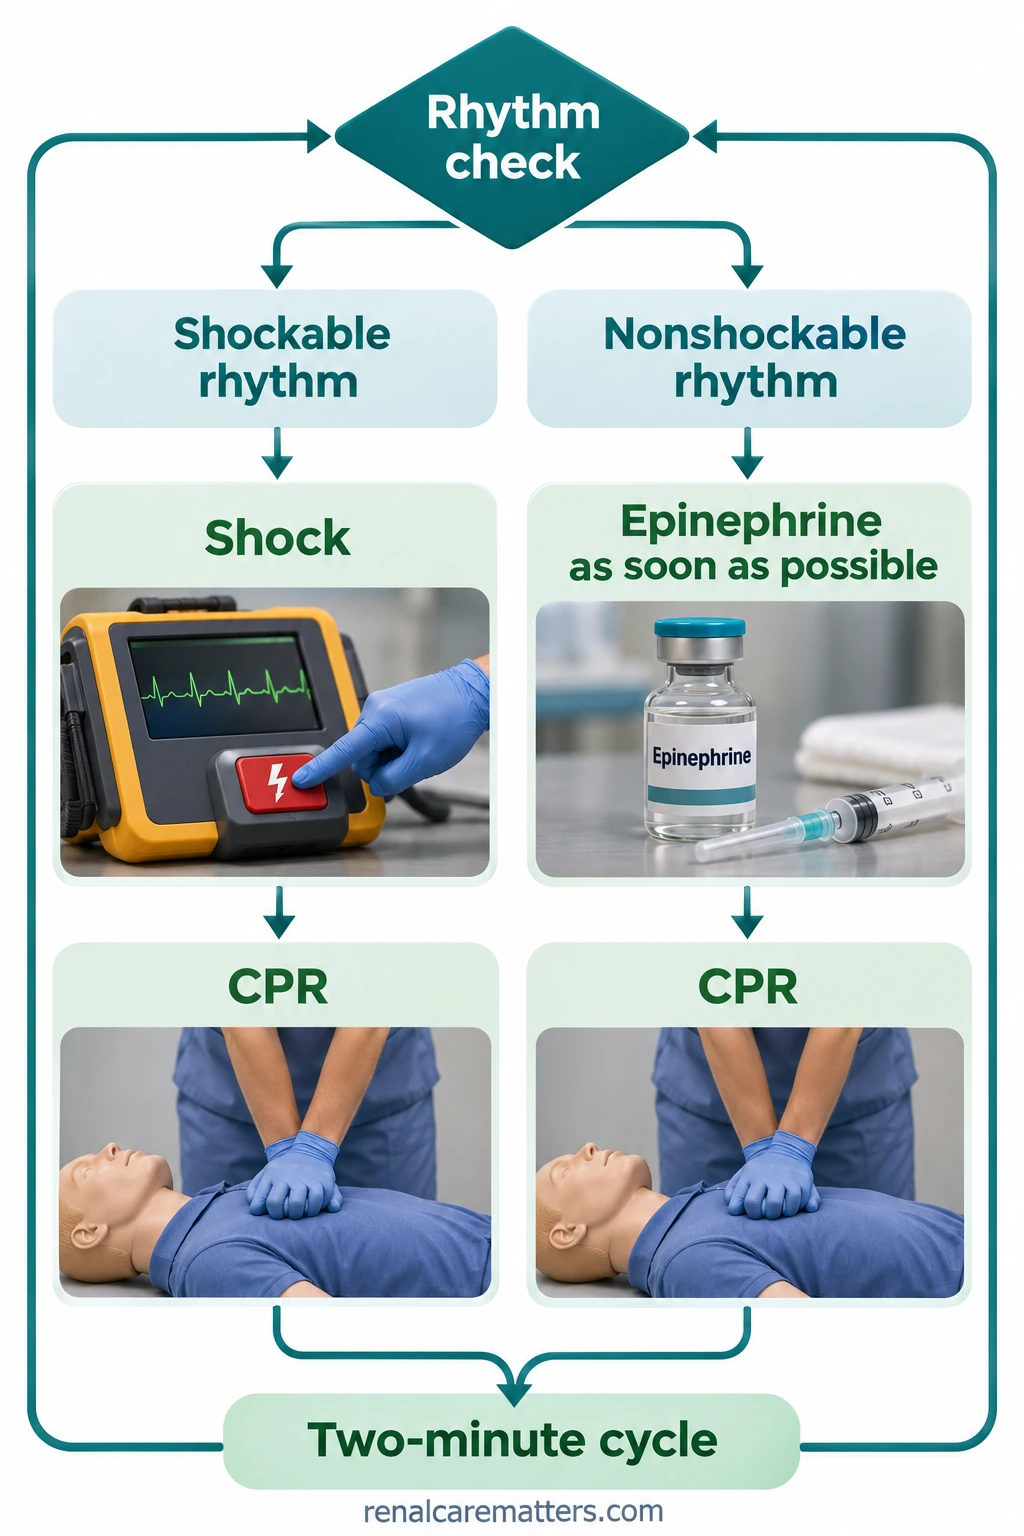 Rhythm
check
Shockable
rhythm
Nonshockable
rhythm
Shock
Epinephrine
as soon as possible
Epinephrine
CPR
CPR
Two-minute cycle
renalcarematters.com